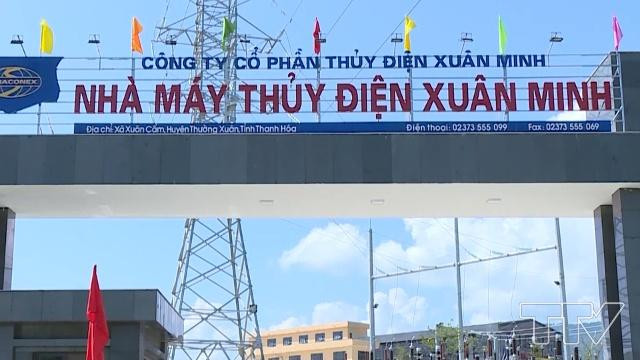 CÔNG TY CỔ PHẦN THỦY ĐIỆN XUÂN MINH
NHÀ MÁY THỦY ĐIỆN XUÂN MINH
Địa chỉ: Xã Xuân Cẩm, Huyện Thường Xuân, Tỉnh Thanh Hóa Điện thoại: 02373 555 099 Fax: 02373 555 069
TTV